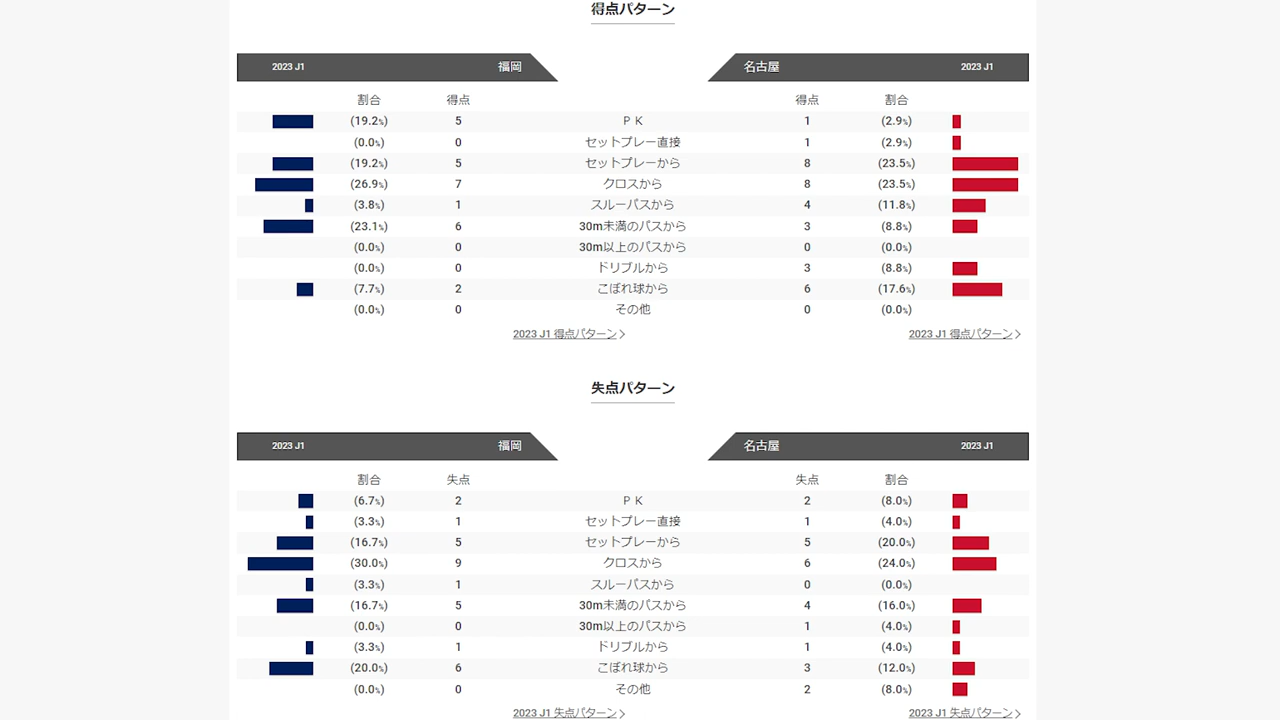 得点パターン
2023 J1 福岡 名古屋 2023 J1
割合 得点 得点 割合
(19.2%) 5 ＰＫ 1 (2.9%)
(0.0%) 0 セットプレー直接 1 (2.9%)
(19.2%) 5 セットプレーから 8 (23.5%)
(26.9%) 7 クロスから 8 (23.5%)
(3.8%) 1 スルーパスから 4 (11.8%)
(23.1%) 6 30m未満のパスから 3 (8.8%)
(0.0%) 0 30m以上のパスから 0 (0.0%)
(0.0%) 0 ドリブルから 3 (8.8%)
(7.7%) 2 こぼれ球から 6 (17.6%)
(0.0%) 0 その他 0 (0.0%)
2023 J1 得点パターン 2023 J1 得点パターン
失点パターン
2023 J1 福岡 名古屋 2023 J1
割合 失点 失点 割合
(6.7%) 2 ＰＫ 2 (8.0%)
(3.3%) 1 セットプレー直接 1 (4.0%)
(16.7%) 5 セットプレーから 5 (20.0%)
(30.0%) 9 クロスから 6 (24.0%)
(3.3%) 1 スルーパスから 0 (0.0%)
(16.7%) 5 30m未満のパスから 4 (16.0%)
(0.0%) 0 30m以上のパスから 1 (4.0%)
(3.3%) 1 ドリブルから 1 (4.0%)
(20.0%) 6 こぼれ球から 3 (12.0%)
(0.0%) 0 その他 2 (8.0%)
2023 J1 失点パターン 2023 J1 失点パターン